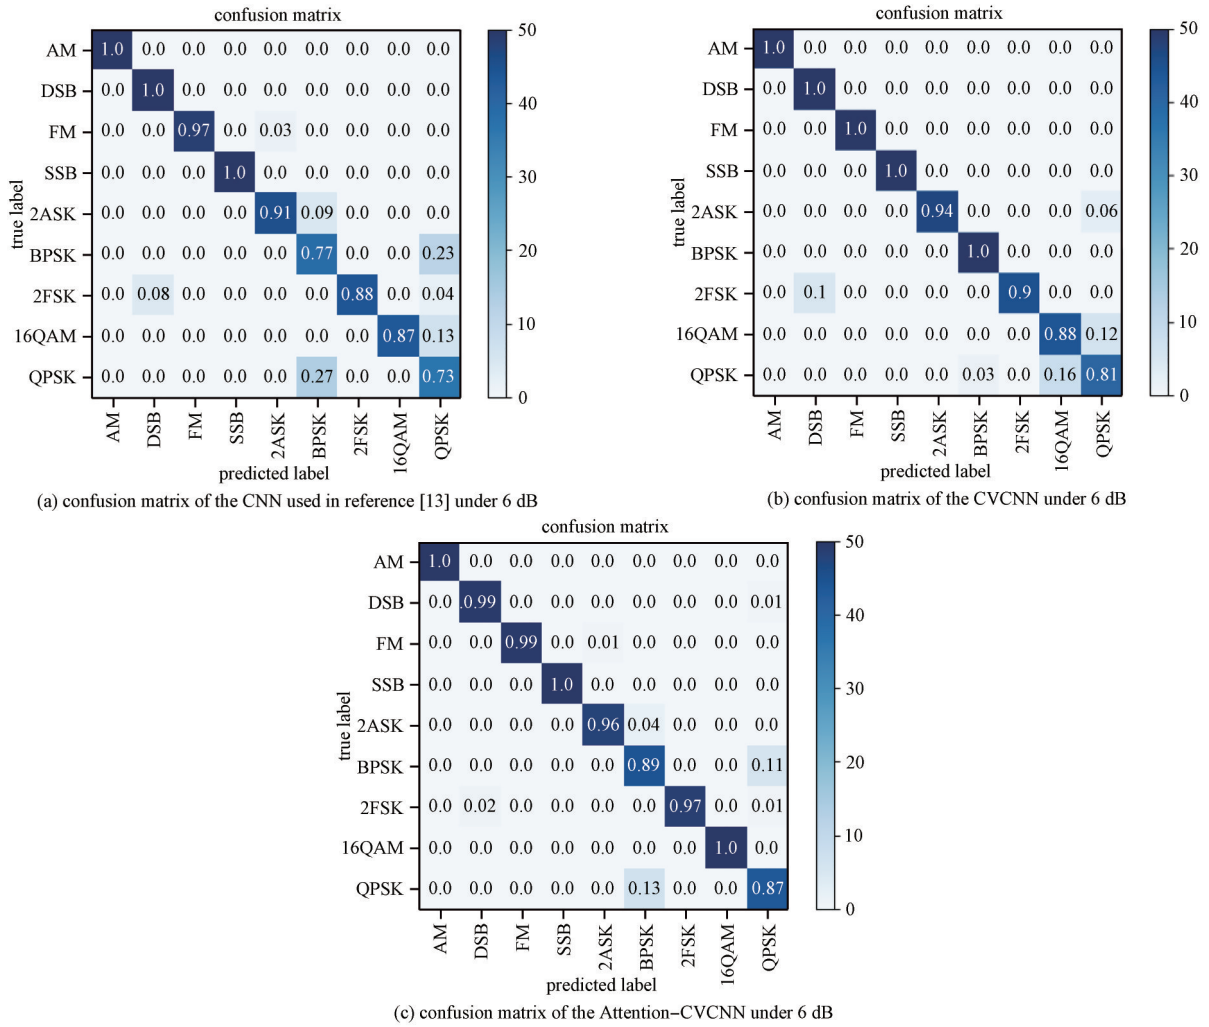 confusion matrix
AM 1.0 0.0 0.0 0.0 0.0 0.0 0.0 0.0 0.0
DSB 0.0 1.0 0.0 0.0 0.0 0.0 0.0 0.0 0.0
FM 0.0 0.0 0.97 0.0 0.03 0.0 0.0 0.0 0.0
SSB 0.0 0.0 0.0 1.0 0.0 0.0 0.0 0.0 0.0
2ASK 0.0 0.0 0.0 0.0 0.91 0.09 0.0 0.0 0.0
BPSK 0.0 0.0 0.0 0.0 0.0 0.77 0.0 0.0 0.23
2FSK 0.0 0.08 0.0 0.0 0.0 0.0 0.88 0.0 0.04
16QAM 0.0 0.0 0.0 0.0 0.0 0.0 0.0 0.87 0.13
QPSK 0.0 0.0 0.0 0.0 0.0 0.27 0.0 0.0 0.73
true label
AM DSB FM SSB 2ASK BPSK 2FSK 16QAM QPSK
predicted label
50
40
30
20
10
0
(a) confusion matrix of the CNN used in reference [13] under 6 dB
confusion matrix
AM 1.0 0.0 0.0 0.0 0.0 0.0 0.0 0.0 0.0
DSB 0.0 1.0 0.0 0.0 0.0 0.0 0.0 0.0 0.0
FM 0.0 0.0 1.0 0.0 0.0 0.0 0.0 0.0 0.0
SSB 0.0 0.0 0.0 1.0 0.0 0.0 0.0 0.0 0.0
2ASK 0.0 0.0 0.0 0.0 0.94 0.0 0.0 0.0 0.06
BPSK 0.0 0.0 0.0 0.0 0.0 1.0 0.0 0.0 0.0
2FSK 0.0 0.1 0.0 0.0 0.0 0.0 0.9 0.0 0.0
16QAM 0.0 0.0 0.0 0.0 0.0 0.0 0.0 0.88 0.12
QPSK 0.0 0.0 0.0 0.0 0.0 0.03 0.0 0.16 0.81
true label
AM DSB FM SSB 2ASK BPSK 2FSK 16QAM QPSK
predicted label
50
40
30
20
10
0
(b) confusion matrix of the CVCNN under 6 dB
confusion matrix
AM 1.0 0.0 0.0 0.0 0.0 0.0 0.0 0.0 0.0
DSB 0.0 0.99 0.0 0.0 0.0 0.0 0.0 0.0 0.01
FM 0.0 0.0 0.99 0.0 0.01 0.0 0.0 0.0 0.0
SSB 0.0 0.0 0.0 1.0 0.0 0.0 0.0 0.0 0.0
2ASK 0.0 0.0 0.0 0.0 0.96 0.04 0.0 0.0 0.0
BPSK 0.0 0.0 0.0 0.0 0.0 0.89 0.0 0.0 0.11
2FSK 0.0 0.02 0.0 0.0 0.0 0.0 0.97 0.0 0.01
16QAM 0.0 0.0 0.0 0.0 0.0 0.0 0.0 1.0 0.0
QPSK 0.0 0.0 0.0 0.0 0.0 0.13 0.0 0.0 0.87
true label
AM DSB FM SSB 2ASK BPSK 2FSK 16QAM QPSK
predicted label
50
40
30
20
10
0
(c) confusion matrix of the Attention−CVCNN under 6 dB